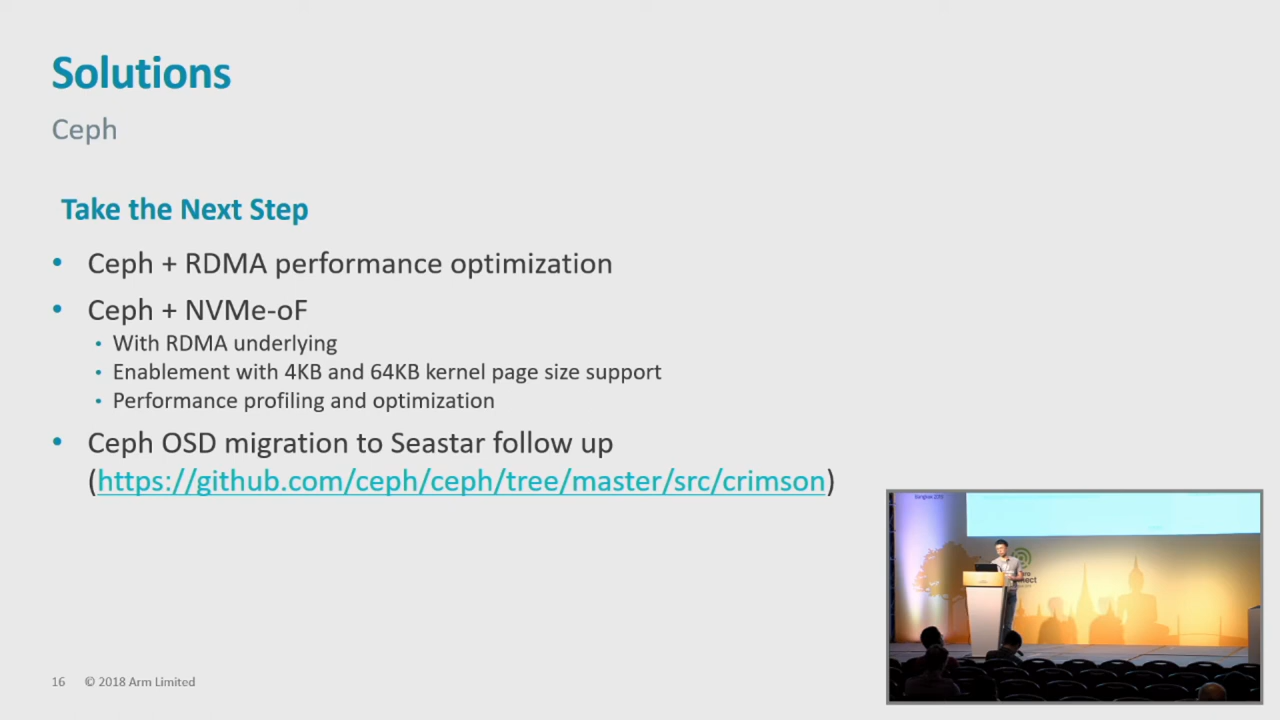 Solutions
Ceph
Take the Next Step
• Ceph + RDMA performance optimization
• Ceph + NVMe-oF
• With RDMA underlying
• Enablement with 4KB and 64KB kernel page size support
• Performance profiling and optimization
• Ceph OSD migration to Seastar follow up
(https://github.com/ceph/ceph/tree/master/src/crimson)
16 © 2018 Arm Limited